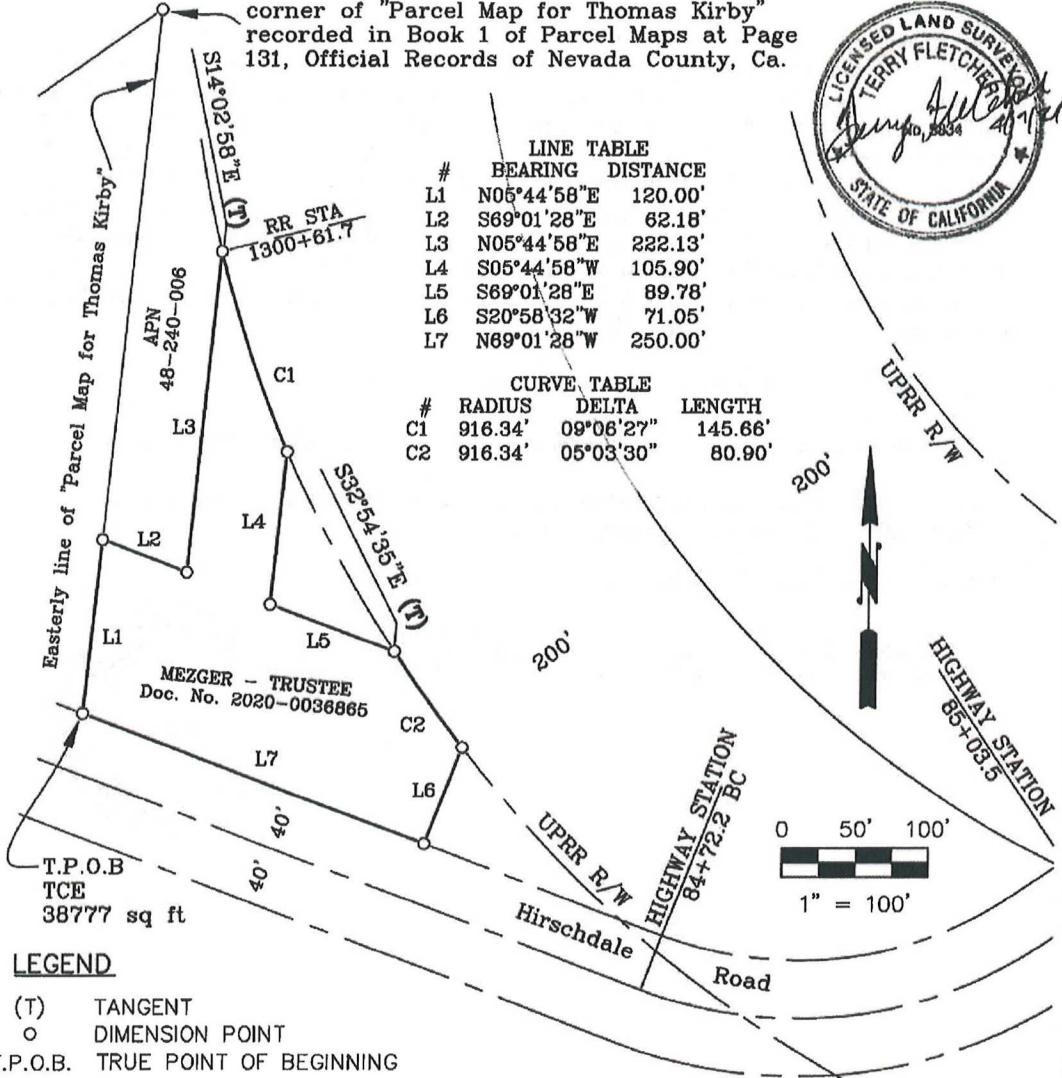 corner of "Parcel Map for Thomas Kirby"
recorded in Book 1 of Parcel Maps at Page
131, Official Records of Nevada County, Ca.
LICENSED LAND SURVEYOR
TERRY FLETCHER
STATE OF CALIFORNIA
S14°02'58"E (T)
RR STA
1300+61.7
Easterly line of "Parcel Map for Thomas Kirby"
APN
48-240-006
LINE TABLE
# BEARING DISTANCE
L1 N05°44'58"E 120.00'
L2 S69°01'28"E 62.18'
L3 N05°44'58"E 222.13'
L4 S05°44'58"W 105.90'
L5 S69°01'28"E 89.78'
L6 S20°58'32"W 71.05'
L7 N69°01'28"W 250.00'
CURVE TABLE
# RADIUS DELTA LENGTH
C1 916.34' 09°06'27" 145.66'
C2 916.34' 05°03'30" 80.90'
C1
L3
L4
L2
L5
L1
S32°54'35"E (T)
UPRR R/W
200'
200'
N
MEZGER - TRUSTEE
Doc. No. 2020-0036865
C2
L7
L6
40'
40'
UPRR R/W
Hirschdale
Road
HIGHWAY STATION
84+72.2 BC
HIGHWAY STATION
85+03.5
0 50' 100'
1" = 100'
T.P.O.B
TCE
38777 sq ft
LEGEND
(T) TANGENT
DIMENSION POINT
.P.O.B. TRUE POINT OF BEGINNING